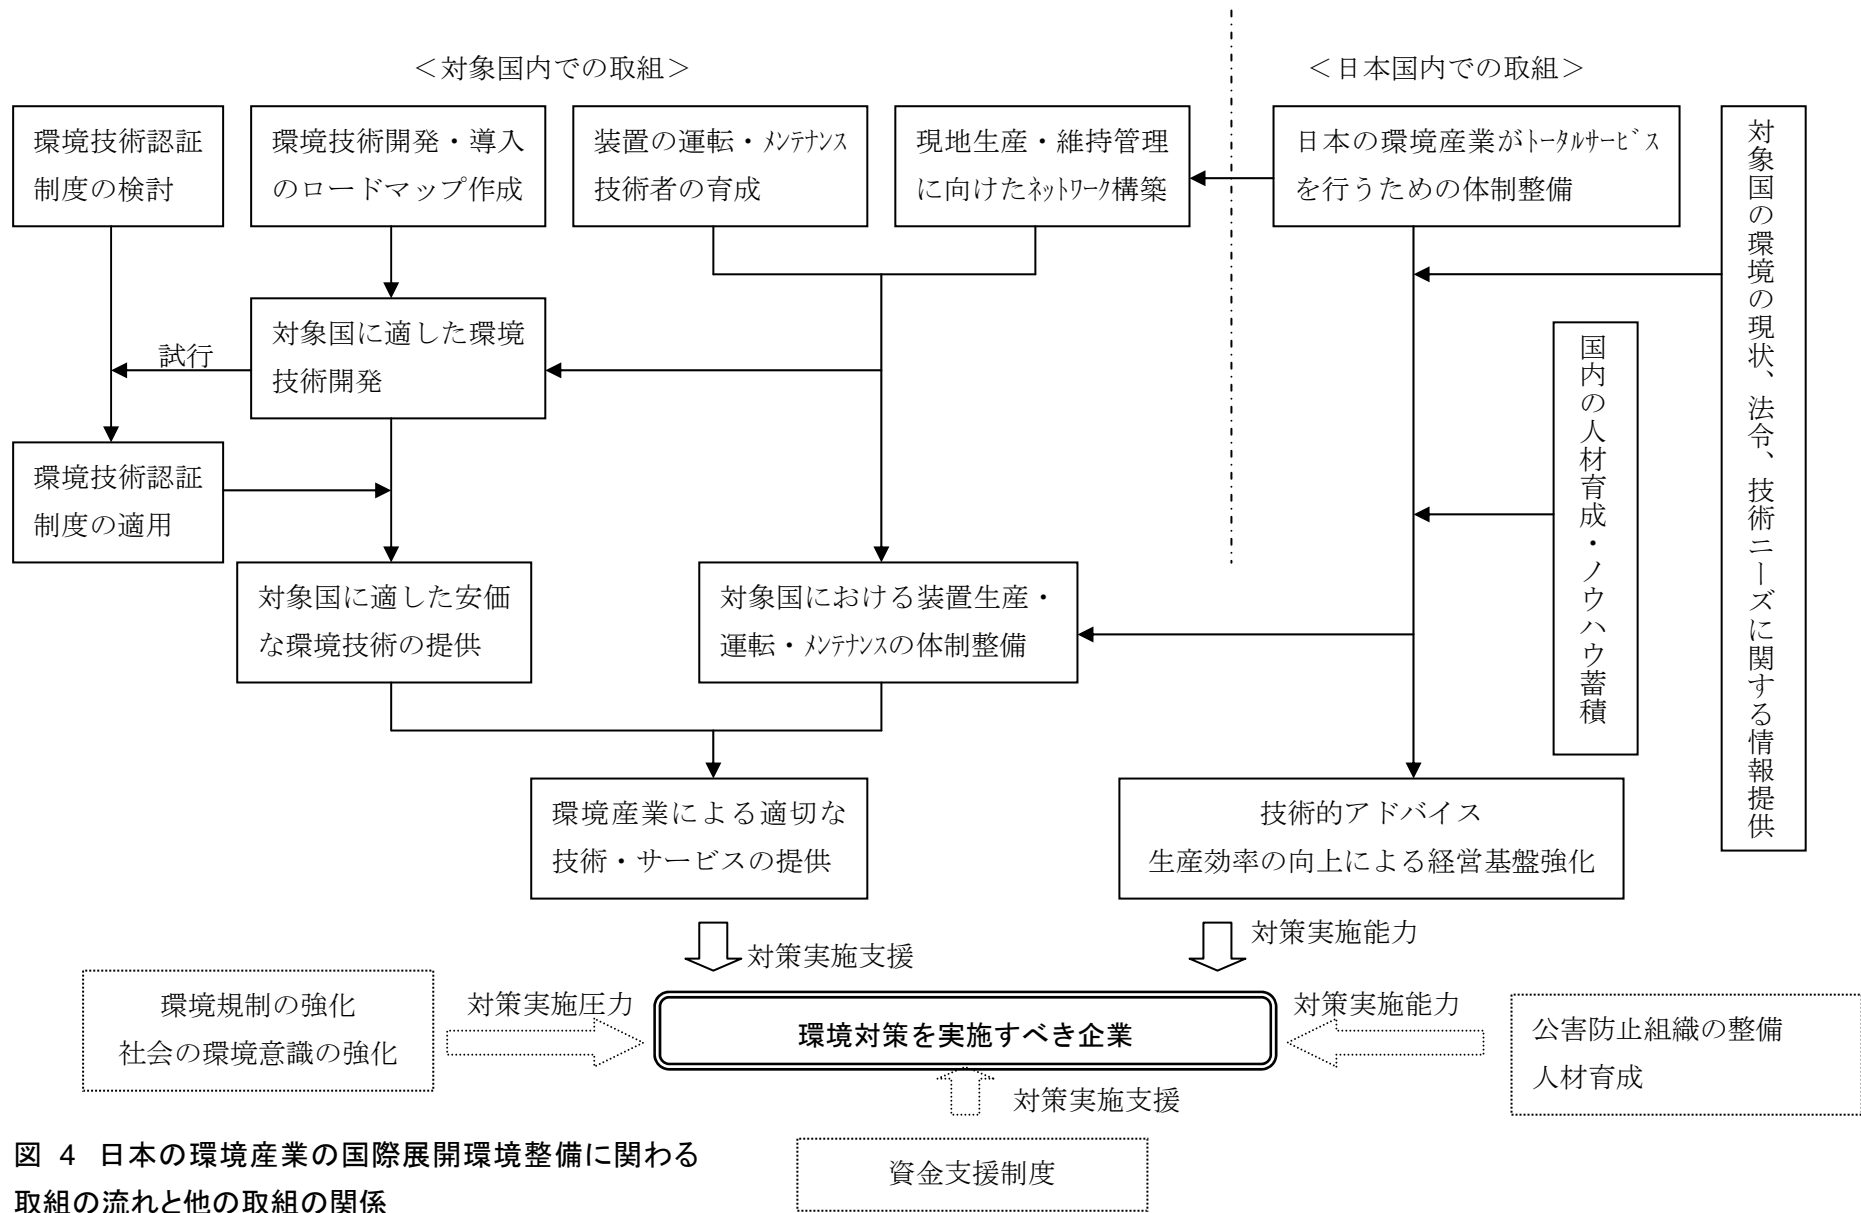 ＜対象国内での取組＞
＜日本国内での取組＞
環境技術認証
制度の検討
環境技術開発・導入
のロードマップ作成
装置の運転・ﾒﾝﾃﾅﾝｽ
技術者の育成
現地生産・維持管理
に向けたﾈｯﾄﾜｰｸ構築
日本の環境産業がﾄｰﾀﾙｻｰﾋﾞｽ
を行うための体制整備
対象国の環境の現状、法令、技術ニーズに関する情報提供
対象国に適した環境
技術開発
試行
国内の人材育成・ノウハウ蓄積
環境技術認証
制度の適用
対象国に適した安価
な環境技術の提供
対象国における装置生産・
運転・ﾒﾝﾃﾅﾝｽの体制整備
環境産業による適切な
技術・サービスの提供
技術的アドバイス
生産効率の向上による経営基盤強化
対策実施支援
対策実施能力
環境規制の強化
社会の環境意識の強化
対策実施圧力
環境対策を実施すべき企業
対策実施能力
公害防止組織の整備
人材育成
対策実施支援
資金支援制度
図 4 日本の環境産業の国際展開環境整備に関わる
取組の流れと他の取組の関係